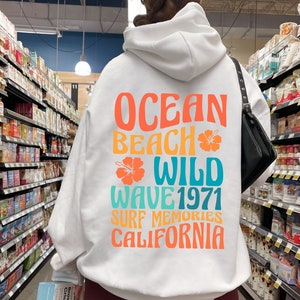 OCEAN
BEACH
WILD
WAVE 1971
SURF MEMORIES
CALIFORNIA